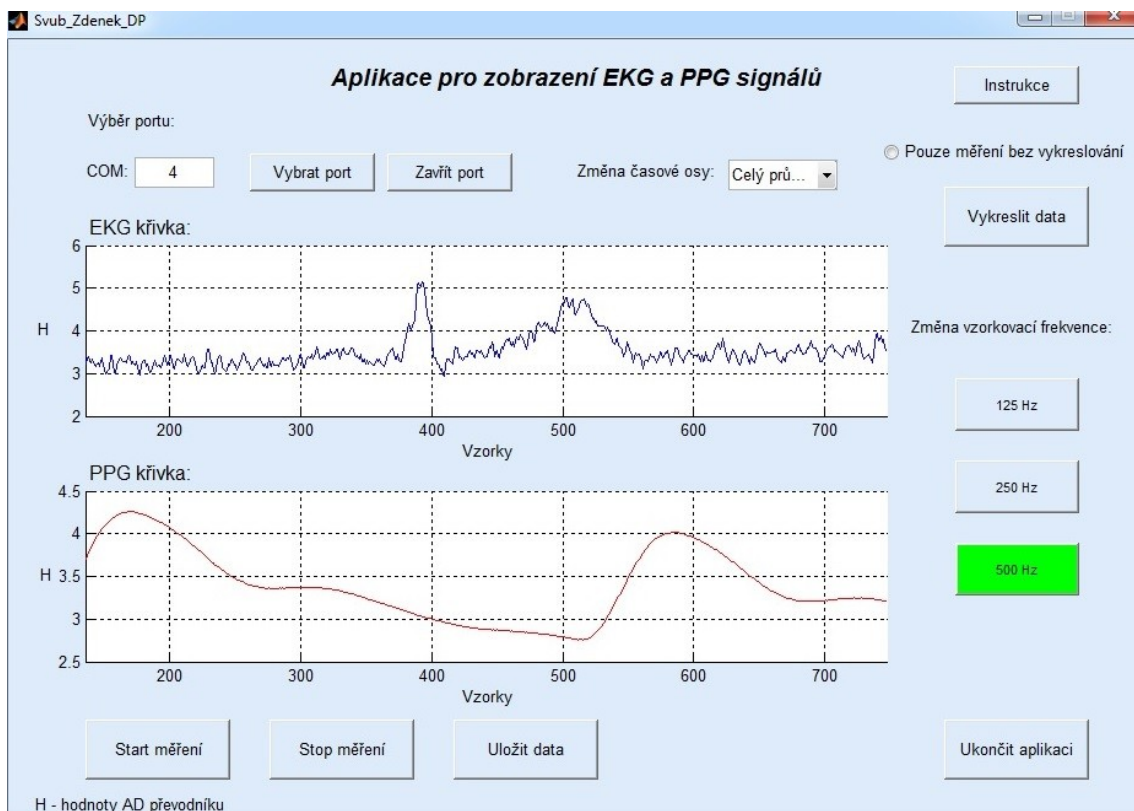 Svub_Zdenek_DP
Aplikace pro zobrazení EKG a PPG signálů
Instrukce
Výběr portu:
COM:
4
Vybrat port
Zavřít port
Změna časové osy:
Celý prů...
Pouze měření bez vykreslování
Vykreslit data
EKG křivka:
6
5
4
3
2
H
200 300 400 500 600 700
Vzorky
Změna vzorkovací frekvence:
125 Hz
250 Hz
500 Hz
PPG křivka:
4.5
4
3.5
3
2.5
H
200 300 400 500 600 700
Vzorky
Start měření
Stop měření
Uložit data
Ukončit aplikaci
H - hodnoty AD převodníku